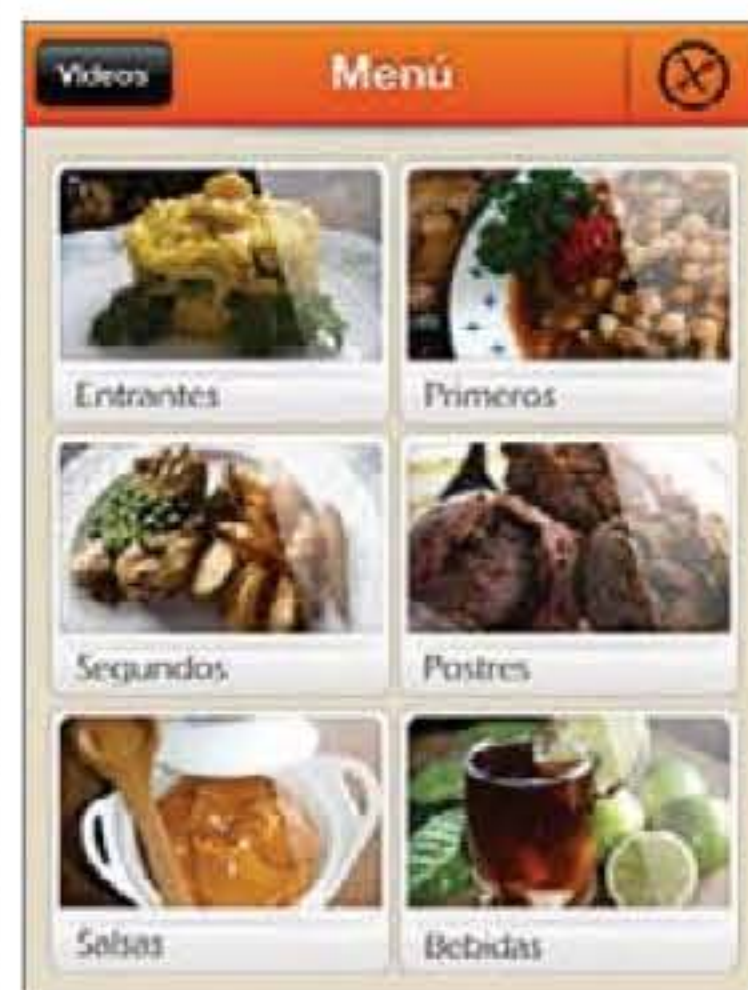 Videos
Menú
Entrantes
Primeros
Segundos
Postres
Salsas
Bebidas